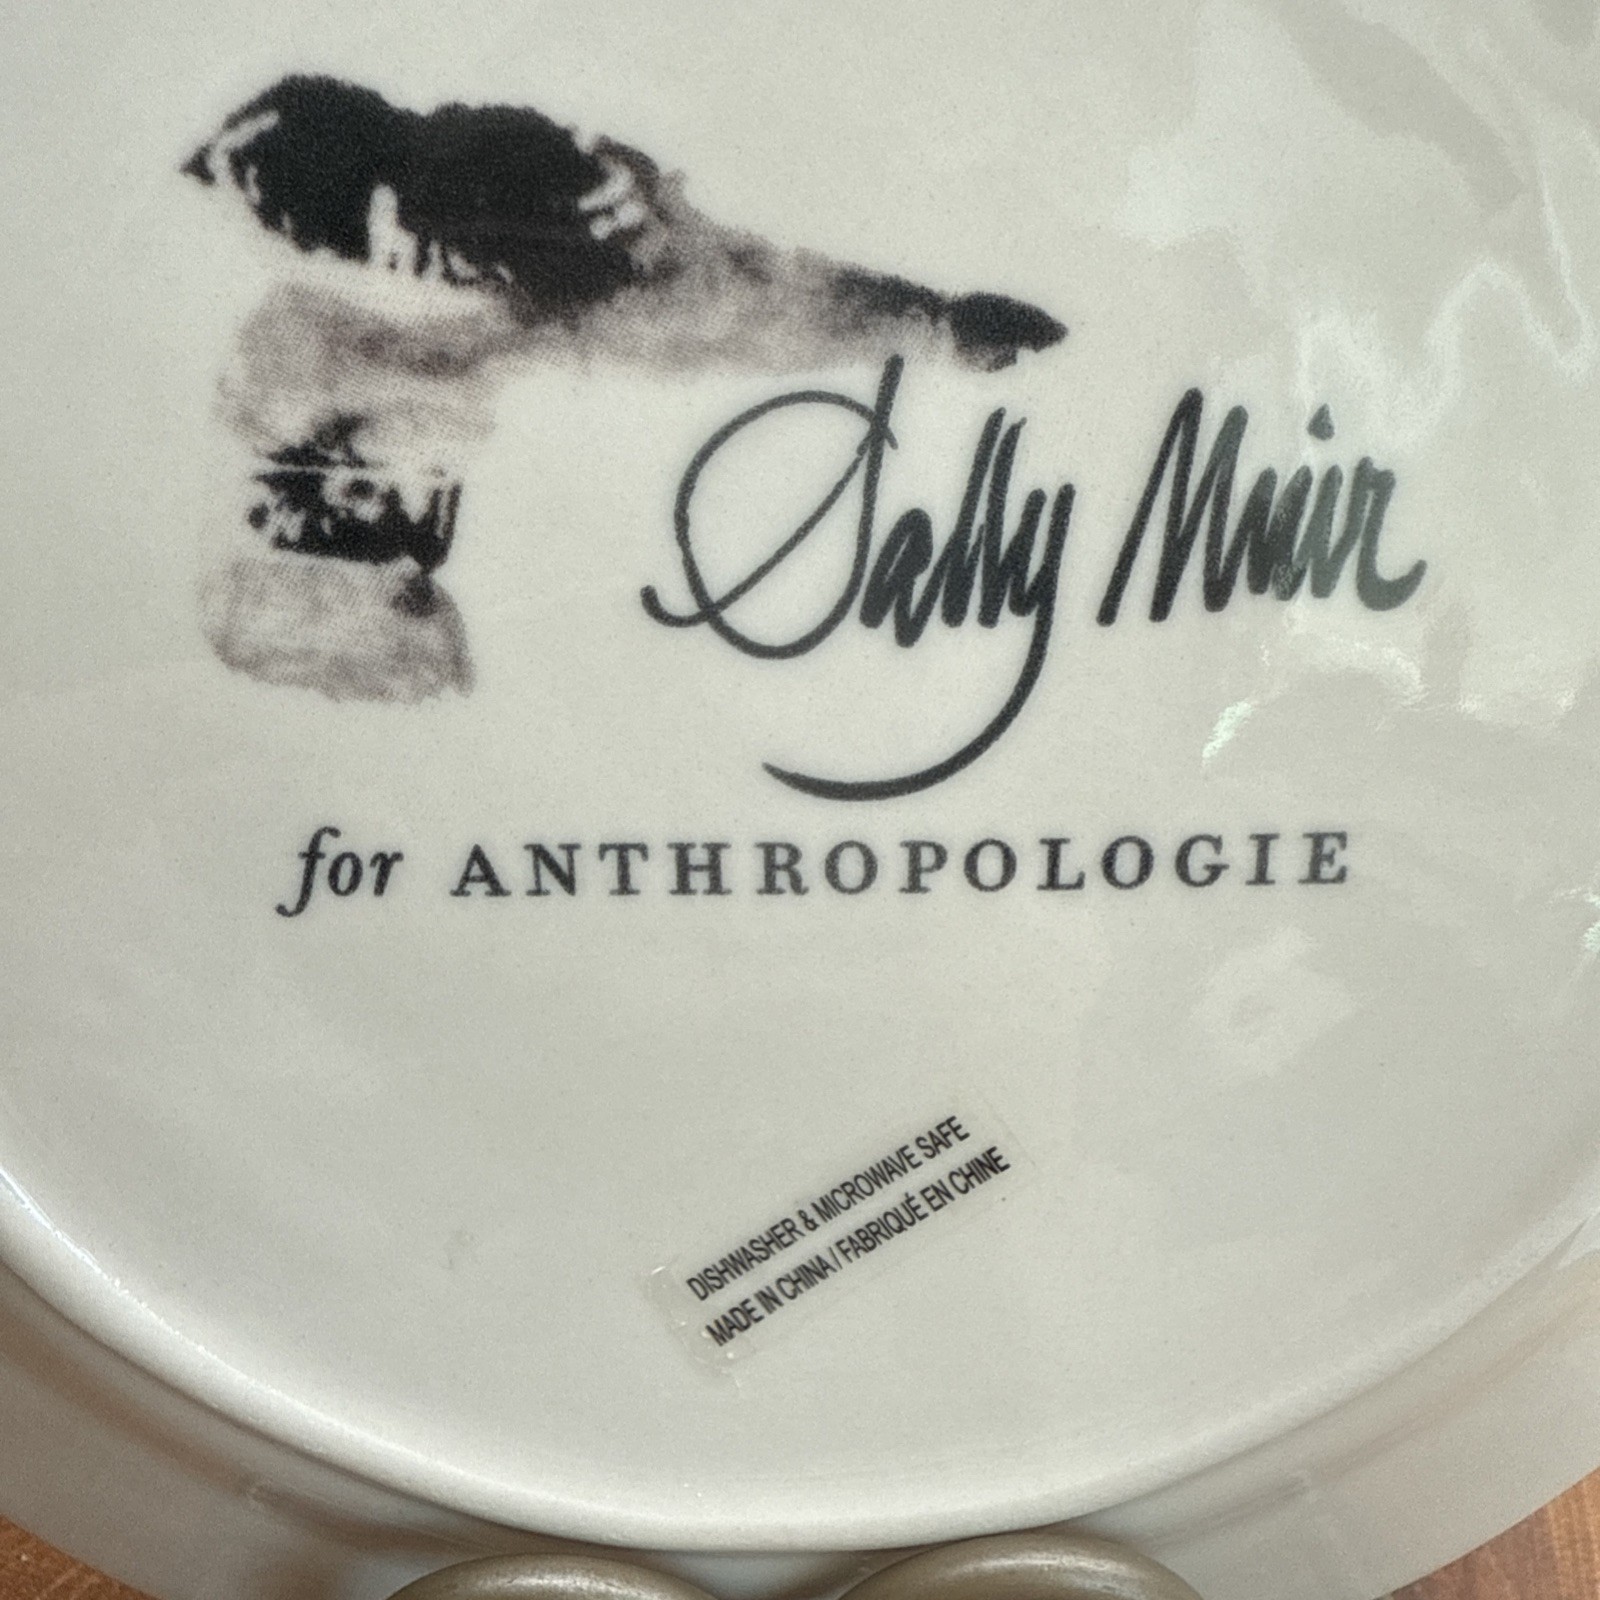 Sally Muir
for ANTHROPOLOGIE
DISHWASHER & MICROWAVE SAFE
MADE IN CHINA / FABRIQUÉ EN CHINE